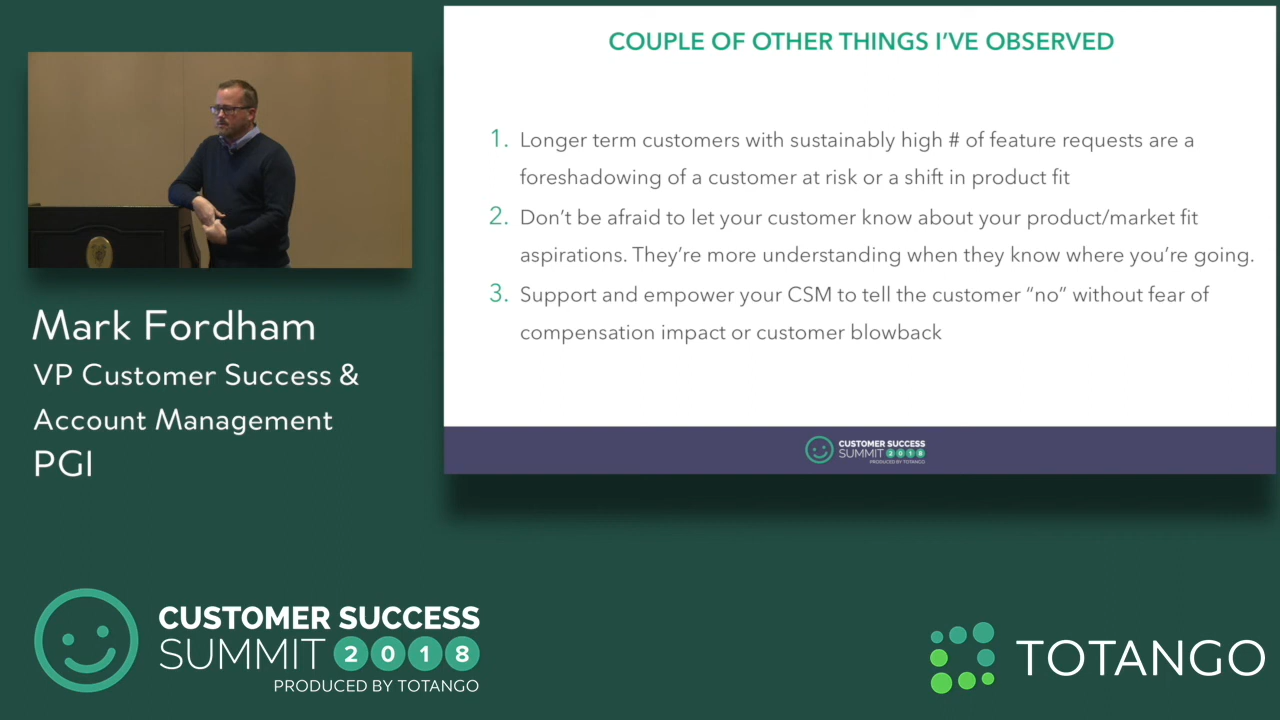 COUPLE OF OTHER THINGS I'VE OBSERVED
1. Longer term customers with sustainably high # of feature requests are a
foreshadowing of a customer at risk or a shift in product fit
2. Don't be afraid to let your customer know about your product/market fit
aspirations. They're more understanding when they know where you're going.
3. Support and empower your CSM to tell the customer “no” without fear of
compensation impact or customer blowback
CUSTOMER SUCCESS
SUMMIT 2018
PRODUCED BY TOTANGO
Mark Fordham
VP Customer Success &
Account Management
PGI
CUSTOMER SUCCESS
SUMMIT 2018
PRODUCED BY TOTANGO
TOTANGO